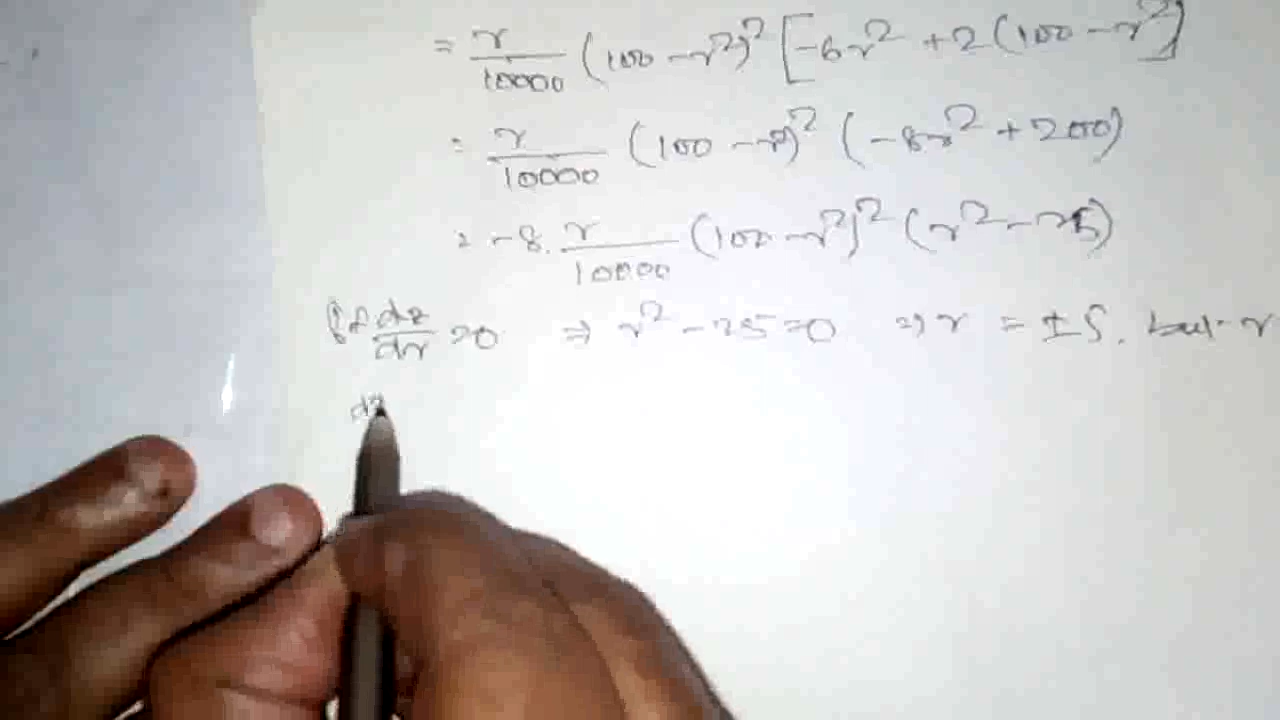 = r/10000 (100 - r²)² [-6r² + 2(100 - r²)]
= r/10000 (100 - r²)² (-8r² + 200)
= -8. r/10000 (100 - r²)² (r² - 25)
If dz/dr = 0 ⇒ r² - 25 = 0 ⇒ r = ±5. but r
dz